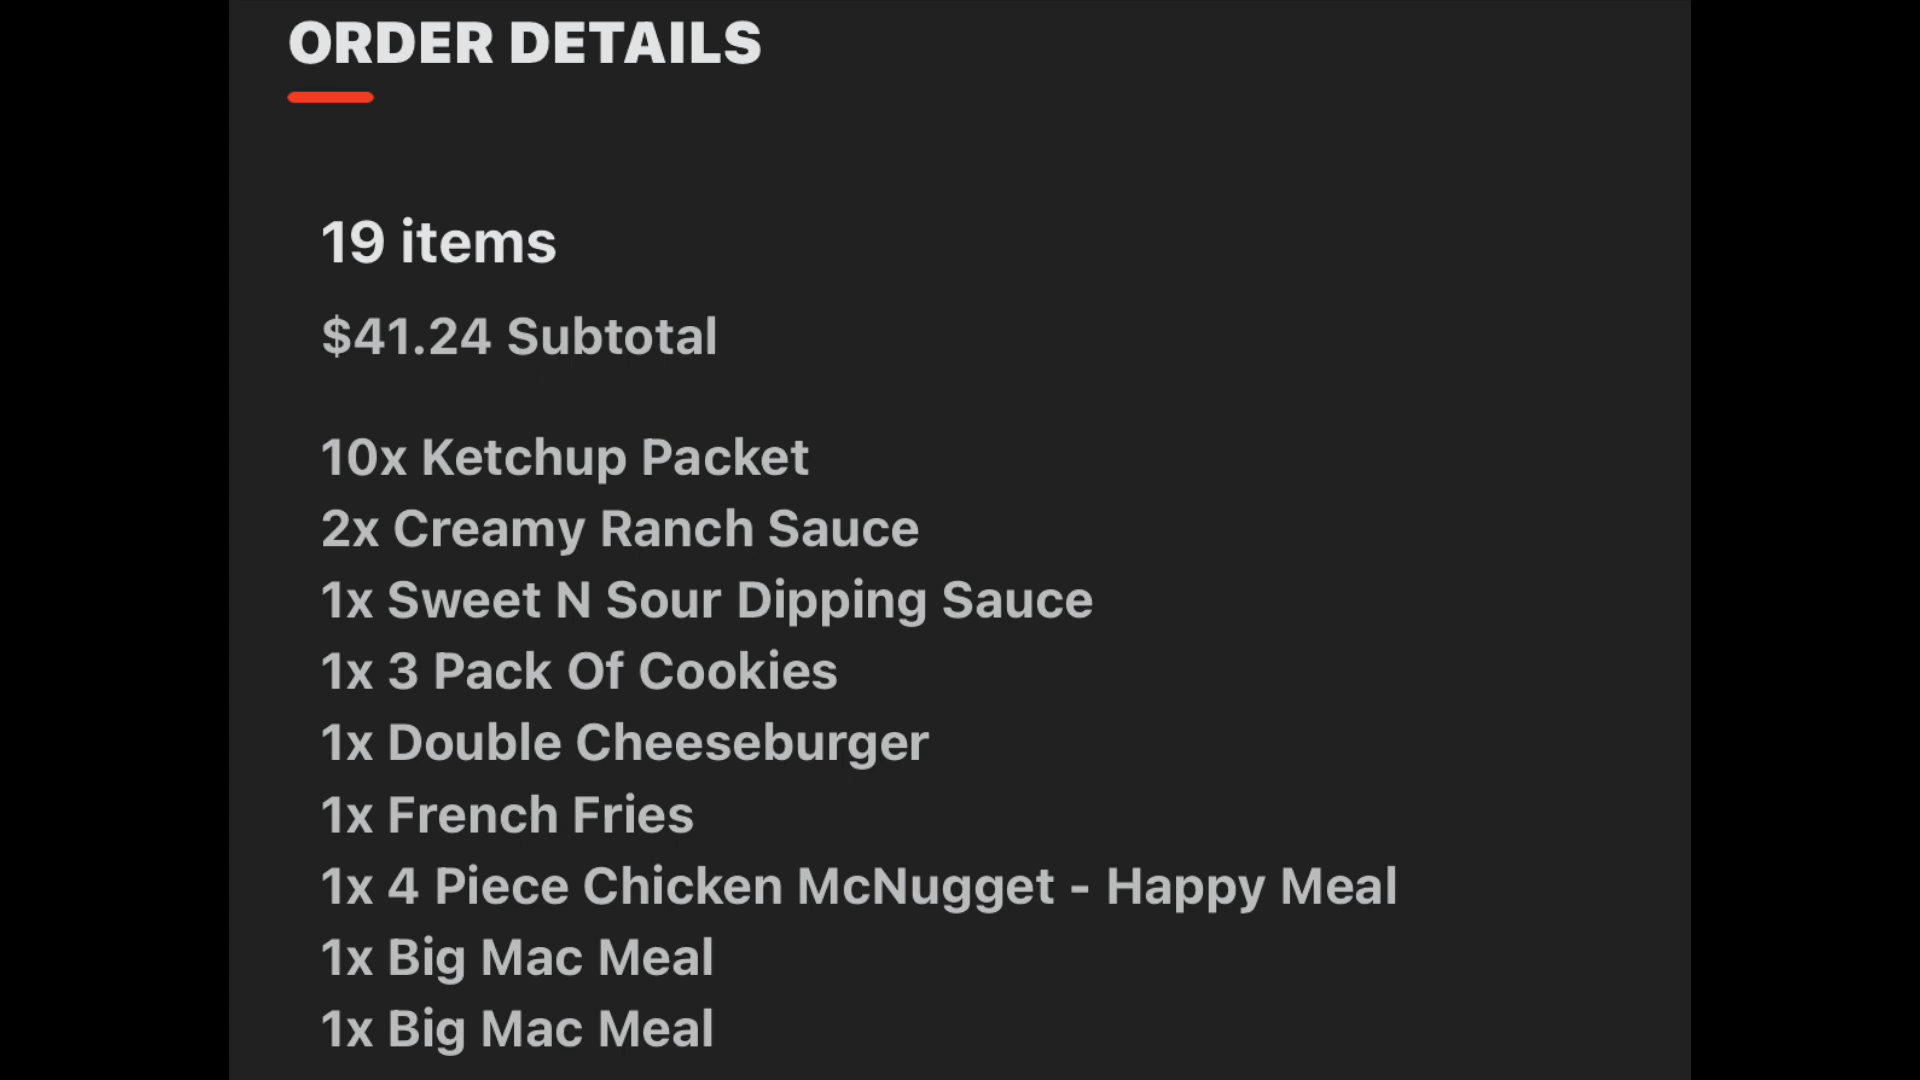 ORDER DETAILS
19 items
$41.24 Subtotal
10x Ketchup Packet
2x Creamy Ranch Sauce
1x Sweet N Sour Dipping Sauce
1x 3 Pack Of Cookies
1x Double Cheeseburger
1x French Fries
1x 4 Piece Chicken McNugget - Happy Meal
1x Big Mac Meal
1x Big Mac Meal